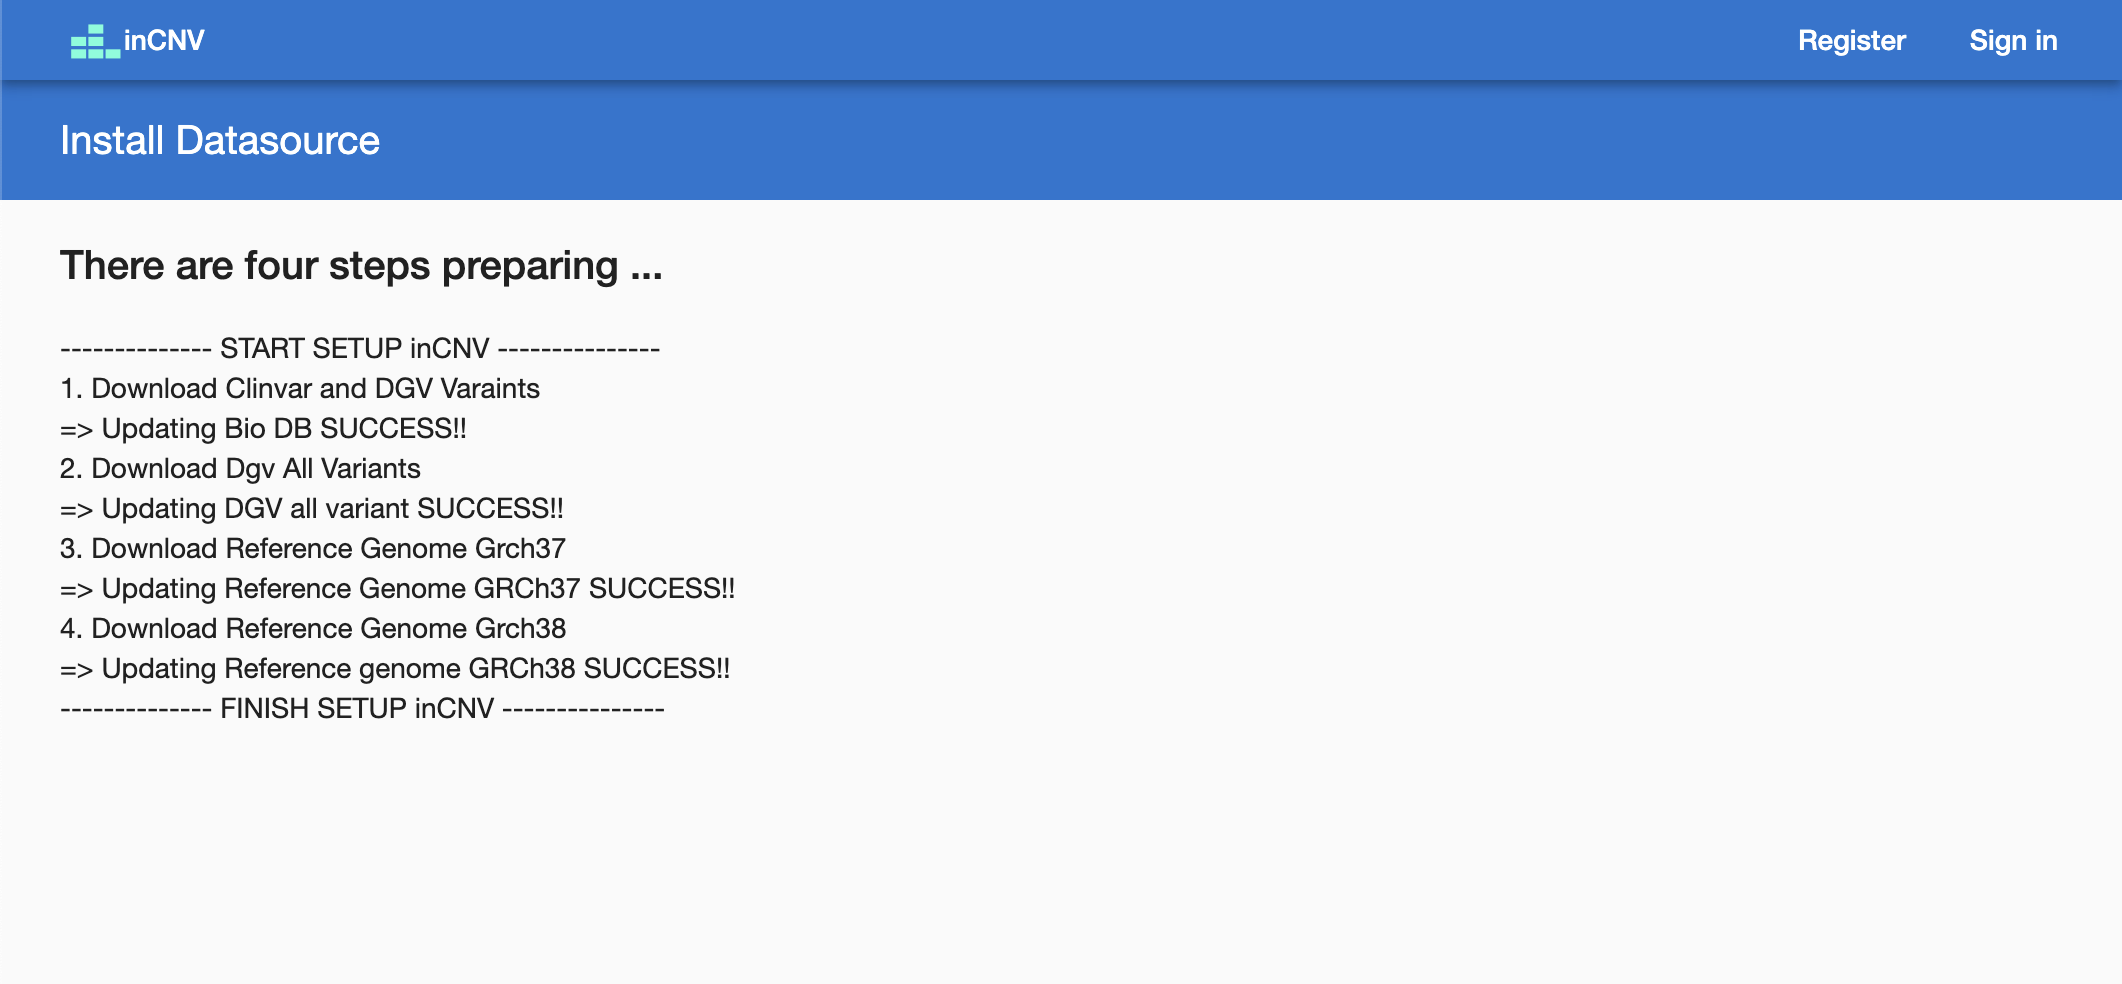 inCNV
Register
Sign in
Install Datasource
There are four steps preparing ...
-------------- START SETUP inCNV ---------------
1. Download Clinvar and DGV Varaints
=> Updating Bio DB SUCCESS!!
2. Download Dgv All Variants
=> Updating DGV all variant SUCCESS!!
3. Download Reference Genome Grch37
=> Updating Reference Genome GRCh37 SUCCESS!!
4. Download Reference Genome Grch38
=> Updating Reference genome GRCh38 SUCCESS!!
-------------- FINISH SETUP inCNV ---------------